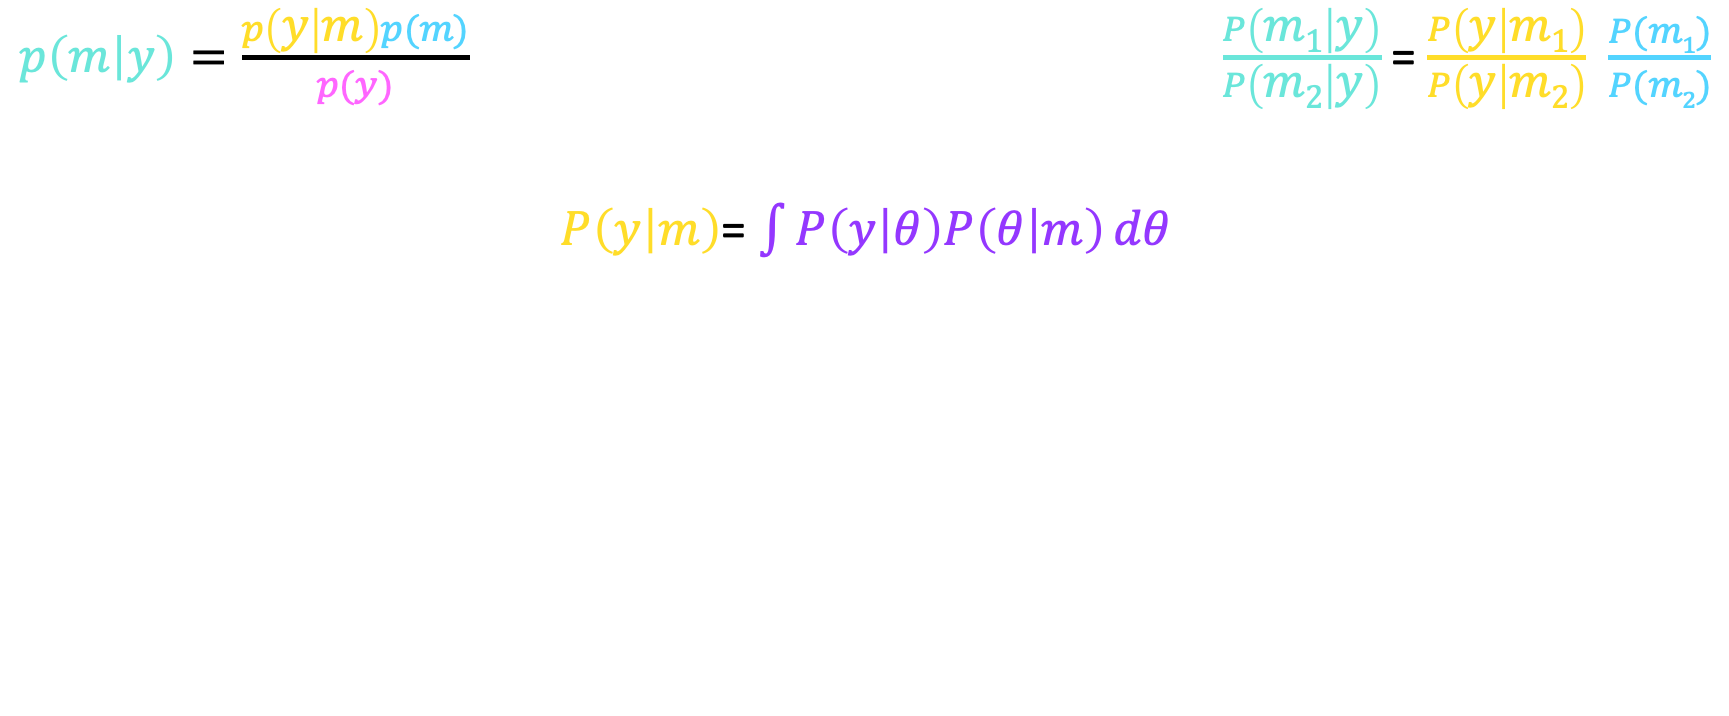 p(m|y) = p(y|m)p(m) / p(y)
P(m₁|y) / P(m₂|y) = P(y|m₁) / P(y|m₂) P(m₁) / P(m₂)
P(y|m)= ∫ P(y|θ)P(θ|m) dθ